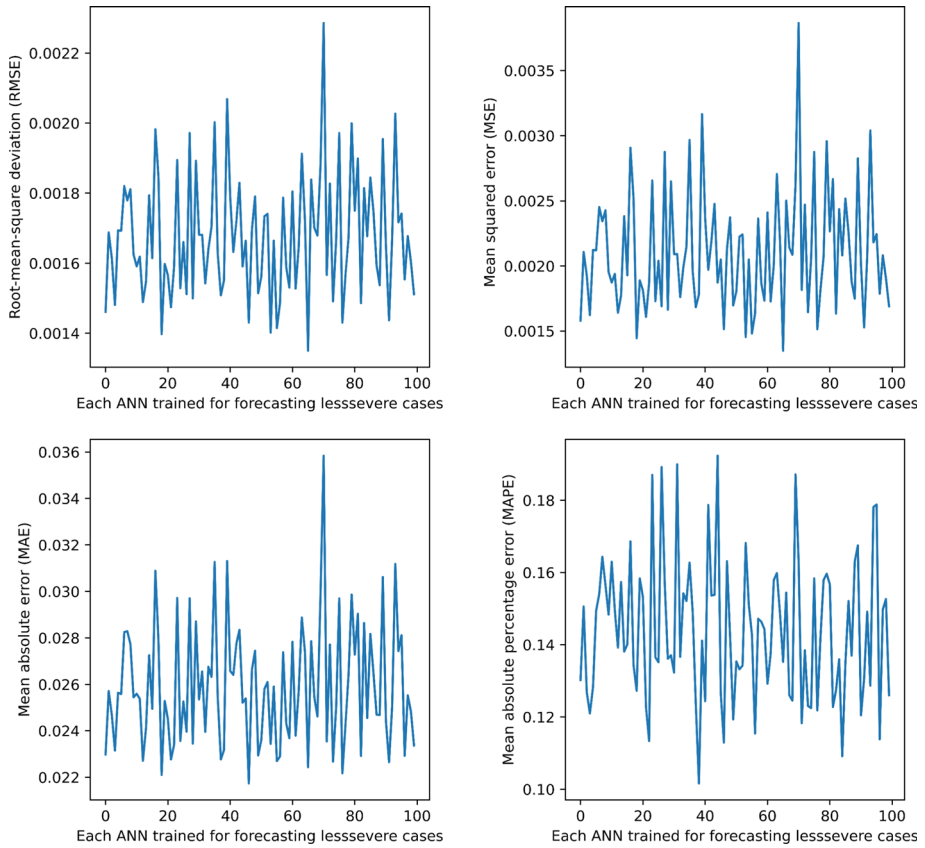 Root-mean-square deviation (RMSE)
0.0022
0.0020
0.0018
0.0016
0.0014
0 20 40 60 80 100
Each ANN trained for forecasting lesssevere cases
Mean squared error (MSE)
0.0035
0.0030
0.0025
0.0020
0.0015
0 20 40 60 80 100
Each ANN trained for forecasting lesssevere cases
Mean absolute error (MAE)
0.036
0.034
0.032
0.030
0.028
0.026
0.024
0.022
0 20 40 60 80 100
Each ANN trained for forecasting lesssevere cases
Mean absolute percentage error (MAPE)
0.18
0.16
0.14
0.12
0.10
0 20 40 60 80 100
Each ANN trained for forecasting lesssevere cases